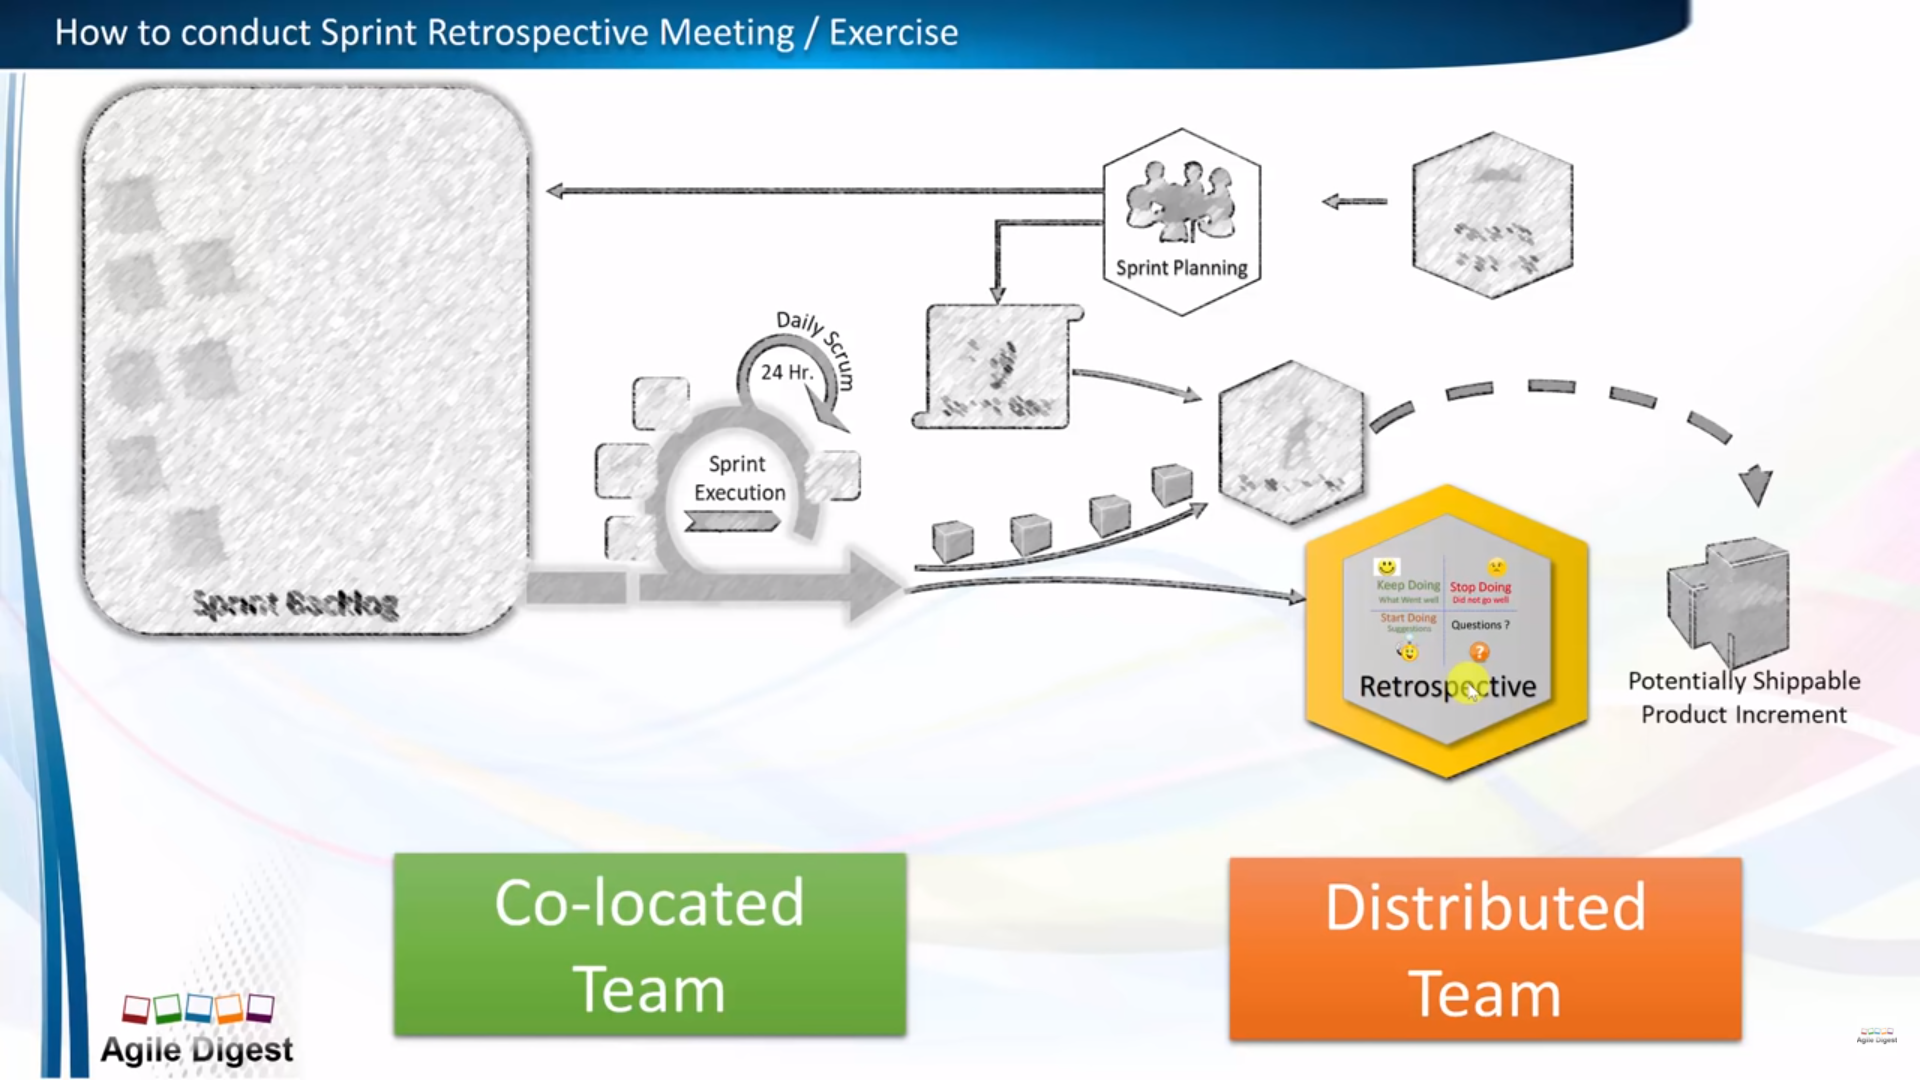 How to conduct Sprint Retrospective Meeting / Exercise
Sprint Planning
Daily Scrum
24 Hr.
Sprint
Execution
Sprint Backlog
Keep Doing
What Went well
Stop Doing
Did not go well
Start Doing
Suggestions
Questions ?
?
Retrospective
Potentially Shippable
Product Increment
Co-located
Team
Distributed
Team
Agile Digest
Agile Digest